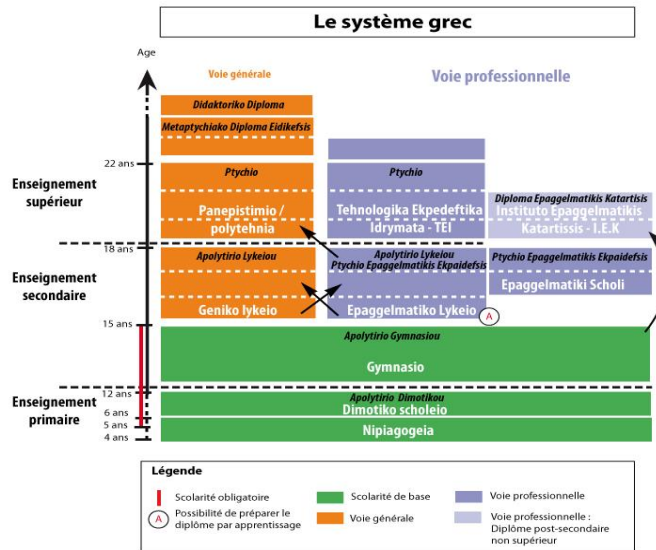 Le système grec
Age
Voie générale
Voie professionnelle
Didaktoriko Diploma
Metaptychiako Diploma Eidikefsis
22 ans
Ptychio
Ptychio
Enseignement
supérieur
Panepistimio /
polytehnia
Tehnologika Ekpedeftika
Idrymata - TEI
Diploma Epaggelmatikis Katartisis
Instituto Epaggelmatikis
Katartissis - I.E.K
18 ans
Apolytirio Lykeiou
Apolytirio Lykeiou
Ptychio Epaggelmatikis Ekpaidefsis
Ptychio Epaggelmatikis Ekpaidefsis
Enseignement
secondaire
Epaggelmatiki Scholi
Geniko lykeio
Epaggelmatiko Lykeio
A
15 ans
Apolytirio Gymnasiou
Gymnasio
12 ans
Apolytirio Dimotikou
Enseignement
primaire
6 ans
Dimotiko scholeio
5 ans
Nipiagogeia
4 ans
Légende
Scolarité obligatoire
A
Possibilité de préparer le
diplôme par apprentissage
Scolarité de base
Voie générale
Voie professionnelle
Voie professionnelle :
Diplôme post-secondaire
non supérieur